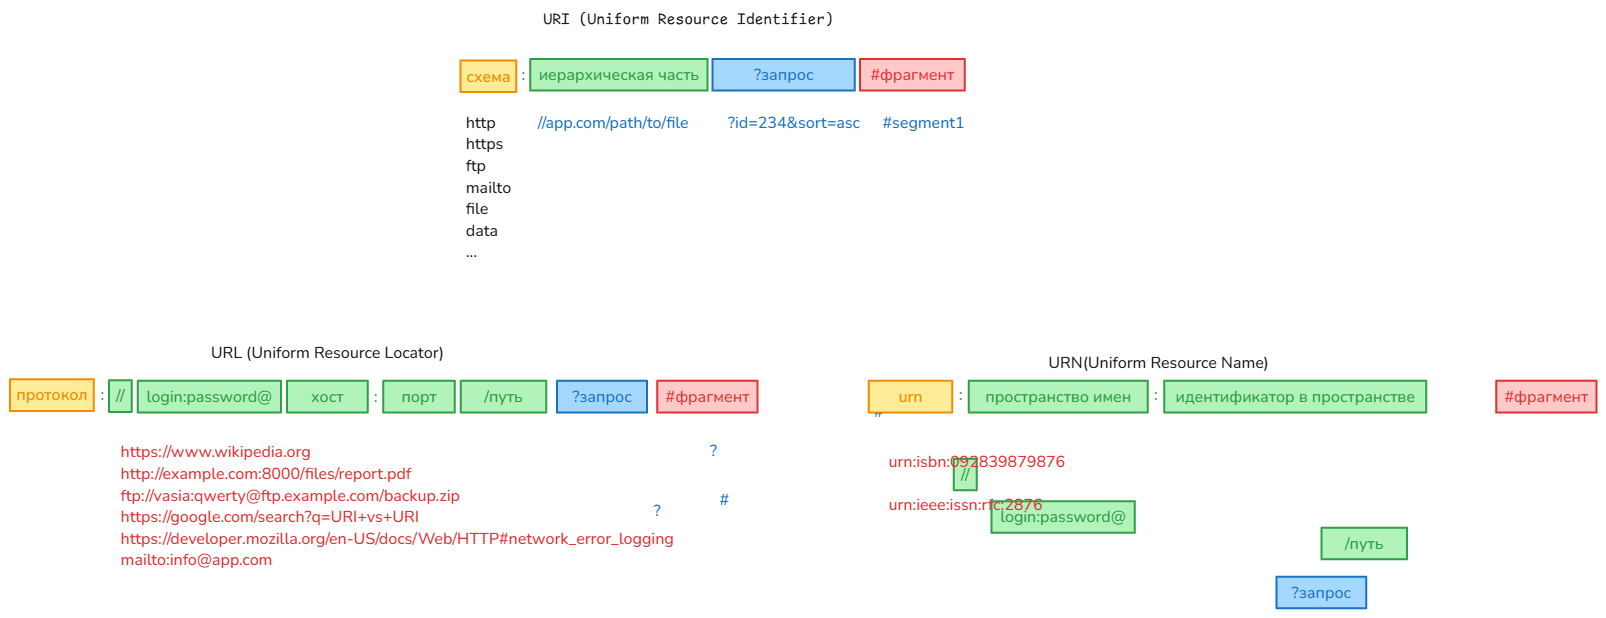 URI (Uniform Resource Identifier)
схема : иерархическая часть ?запрос #фрагмент
http //app.com/path/to/file ?id=234&sort=asc #segment1
https
ftp
mailto
file
data
...
URL (Uniform Resource Locator)
протокол : // login:password@ хост : порт /путь ?запрос #фрагмент
https://www.wikipedia.org
http://example.com:8000/files/report.pdf
ftp://vasia:qwerty@ftp.example.com/backup.zip
https://google.com/search?q=URI+vs+URI
https://developer.mozilla.org/en-US/docs/Web/HTTP#network_error_logging
mailto:info@app.com
?
#
?
URN(Uniform Resource Name)
urn : пространство имен : идентификатор в пространстве #фрагмент
#
urn:isbn:092839879876
//
urn:ieee:issn:rfc:2876
login:password@
/путь
?запрос